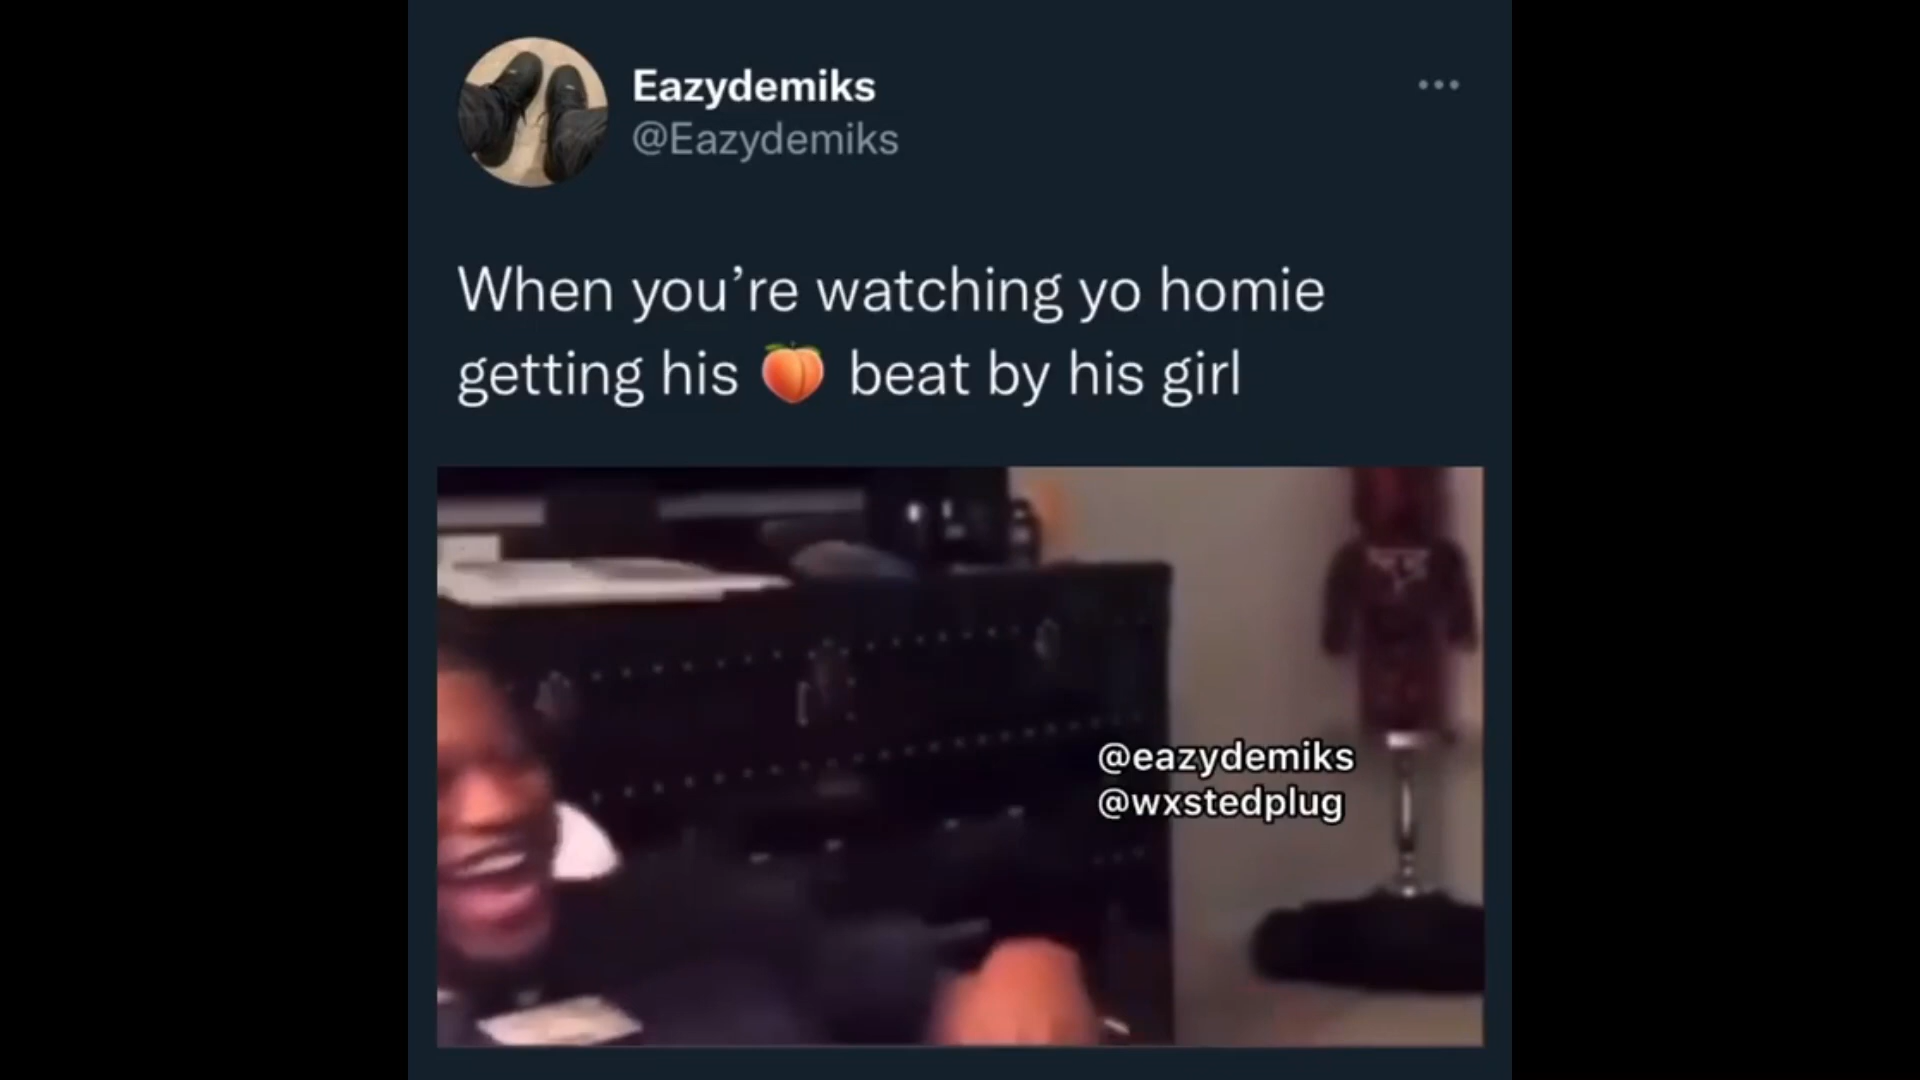 Eazydemiks
@Eazydemiks
When you’re watching yo homie
getting his 🍑 beat by his girl
@eazydemiks
@wxstedplug